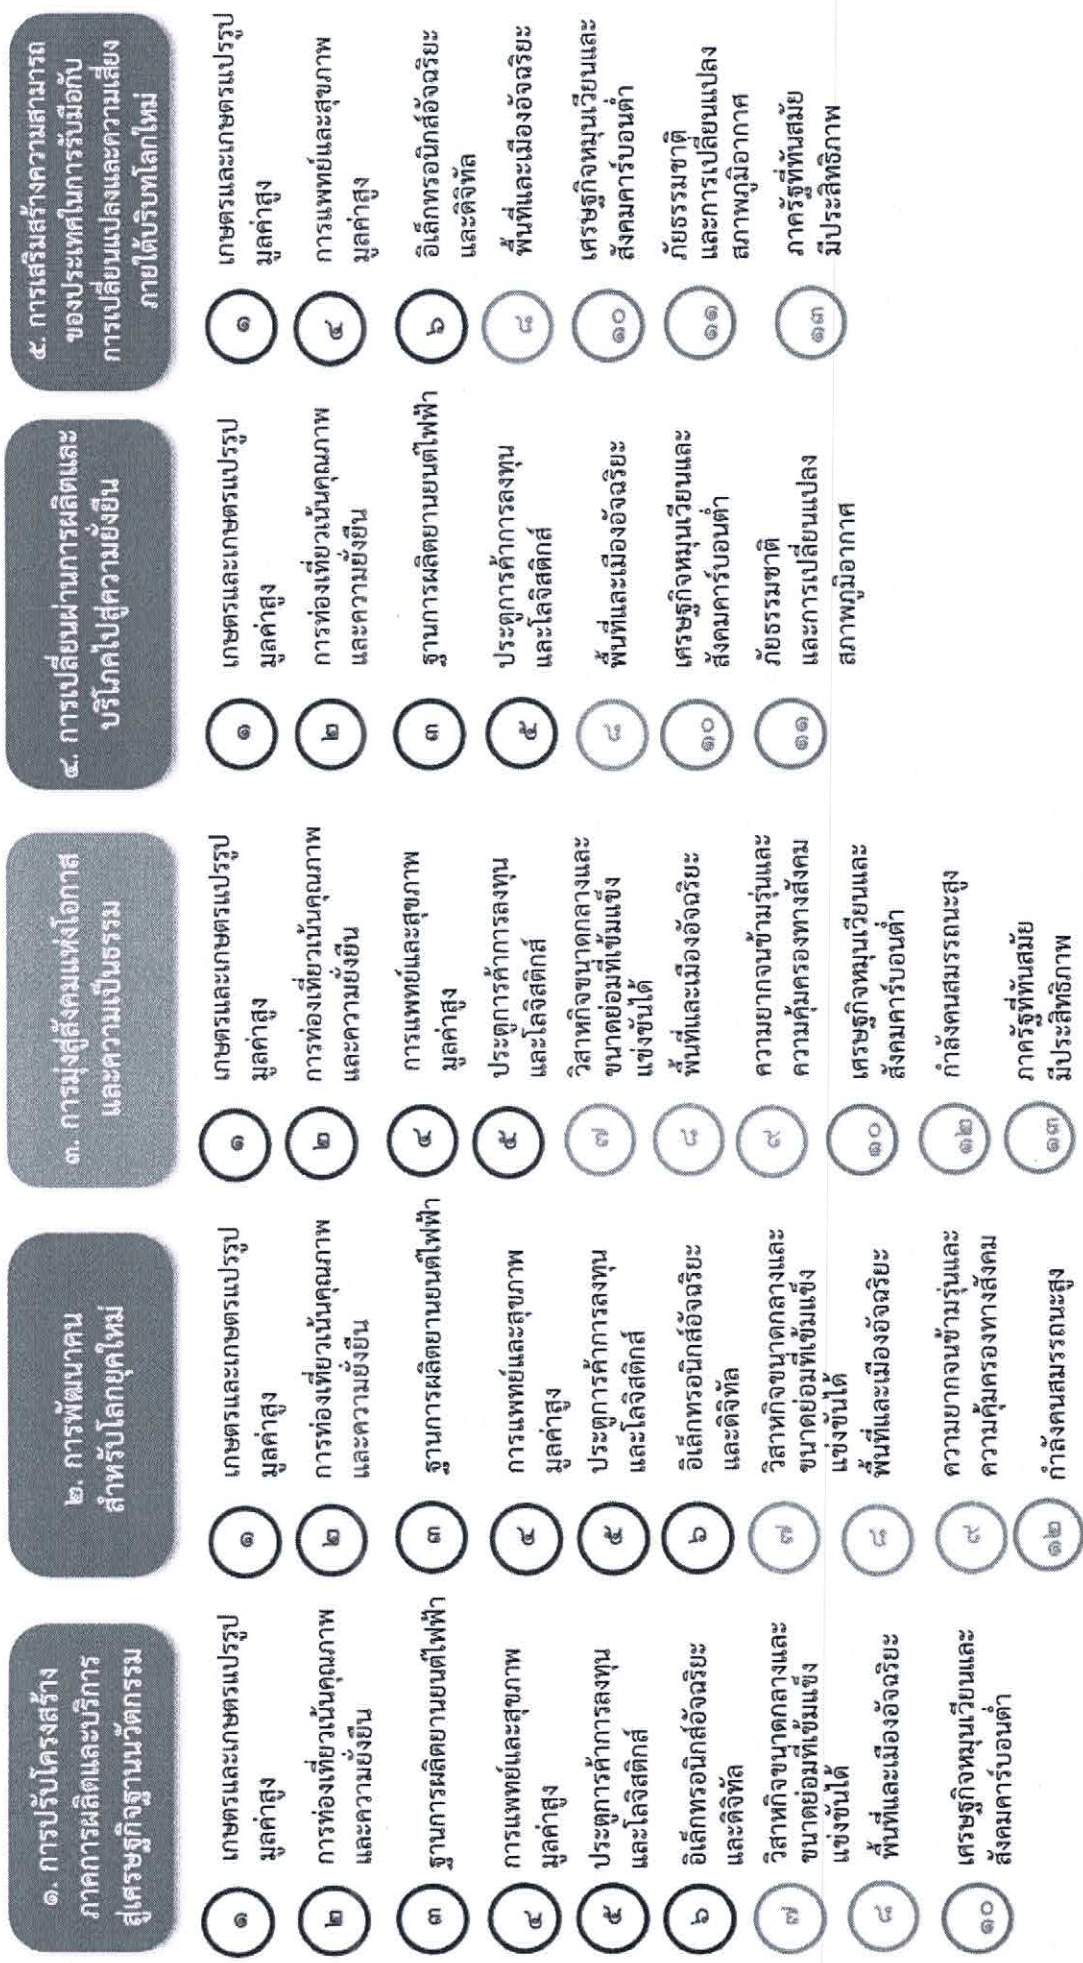 ๑. การปรับโครงสร้าง
ภาคการผลิตและบริการ
สู่เศรษฐกิจฐานนวัตกรรม
๑
เกษตรและเกษตรแปรรูป
มูลค่าสูง
๒
การท่องเที่ยวเน้นคุณภาพ
และความยั่งยืน
๓
ฐานการผลิตยานยนต์ไฟฟ้า
๔
การแพทย์และสุขภาพ
มูลค่าสูง
๕
ประตูการค้าการลงทุน
และโลจิสติกส์
๖
อิเล็กทรอนิกส์อัจฉริยะ
และดิจิทัล
๗
วิสาหกิจขนาดกลางและ
ขนาดย่อมที่เข้มแข็ง
แข่งขันได้
๘
พื้นที่และเมืองอัจฉริยะ
๑๐
เศรษฐกิจหมุนเวียนและ
สังคมคาร์บอนต่ำ
๒. การพัฒนาคน
สำหรับโลกยุคใหม่
๑
เกษตรและเกษตรแปรรูป
มูลค่าสูง
๒
การท่องเที่ยวเน้นคุณภาพ
และความยั่งยืน
๓
ฐานการผลิตยานยนต์ไฟฟ้า
๔
การแพทย์และสุขภาพ
มูลค่าสูง
๕
ประตูการค้าการลงทุน
และโลจิสติกส์
๖
อิเล็กทรอนิกส์อัจฉริยะ
และดิจิทัล
๗
วิสาหกิจขนาดกลางและ
ขนาดย่อมที่เข้มแข็ง
แข่งขันได้
๘
พื้นที่และเมืองอัจฉริยะ
๙
ความยากจนข้ามรุ่นและ
ความคุ้มครองทางสังคม
๑๒
กำลังคนสมรรถนะสูง
๓. การมุ่งสู่สังคมแห่งโอกาส
และความเป็นธรรม
๑
เกษตรและเกษตรแปรรูป
มูลค่าสูง
๒
การท่องเที่ยวเน้นคุณภาพ
และความยั่งยืน
๔
การแพทย์และสุขภาพ
มูลค่าสูง
๕
ประตูการค้าการลงทุน
และโลจิสติกส์
๗
วิสาหกิจขนาดกลางและ
ขนาดย่อมที่เข้มแข็ง
แข่งขันได้
๘
พื้นที่และเมืองอัจฉริยะ
๙
ความยากจนข้ามรุ่นและ
ความคุ้มครองทางสังคม
๑๐
เศรษฐกิจหมุนเวียนและ
สังคมคาร์บอนต่ำ
๑๒
กำลังคนสมรรถนะสูง
๑๓
ภาครัฐที่ทันสมัย
มีประสิทธิภาพ
๔. การเปลี่ยนผ่านการผลิตและ
บริโภคไปสู่ความยั่งยืน
๑
เกษตรและเกษตรแปรรูป
มูลค่าสูง
๒
การท่องเที่ยวเน้นคุณภาพ
และความยั่งยืน
๓
ฐานการผลิตยานยนต์ไฟฟ้า
๕
ประตูการค้าการลงทุน
และโลจิสติกส์
๘
พื้นที่และเมืองอัจฉริยะ
๑๐
เศรษฐกิจหมุนเวียนและ
สังคมคาร์บอนต่ำ
๑๑
ภัยธรรมชาติ
และการเปลี่ยนแปลง
สภาพภูมิอากาศ
๕. การเสริมสร้างความสามารถ
ของประเทศในการรับมือกับ
การเปลี่ยนแปลงและความเสี่ยง
ภายใต้บริบทโลกใหม่
๑
เกษตรและเกษตรแปรรูป
มูลค่าสูง
๔
การแพทย์และสุขภาพ
มูลค่าสูง
๖
อิเล็กทรอนิกส์อัจฉริยะ
และดิจิทัล
๘
พื้นที่และเมืองอัจฉริยะ
๑๐
เศรษฐกิจหมุนเวียนและ
สังคมคาร์บอนต่ำ
๑๑
ภัยธรรมชาติ
และการเปลี่ยนแปลง
สภาพภูมิอากาศ
๑๓
ภาครัฐที่ทันสมัย
มีประสิทธิภาพ